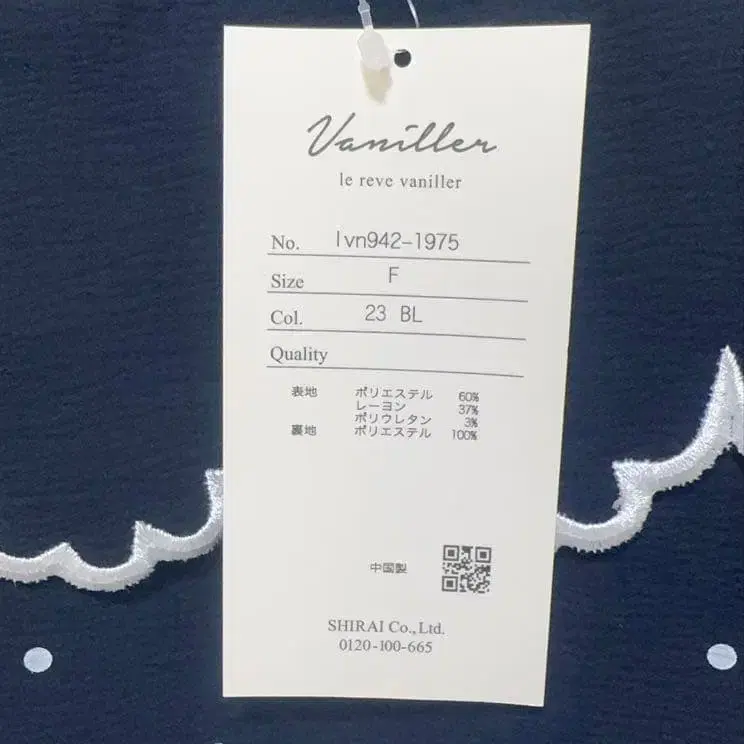 Vaniller
le reve vaniller
No. lvn942-1975
Size F
Col. 23 BL
Quality
表地 ポリエステル 60%
レーヨン 37%
ポリウレタン 3%
裏地 ポリエステル 100%
中国製
SHIRAI Co.,Ltd.
0120-100-665